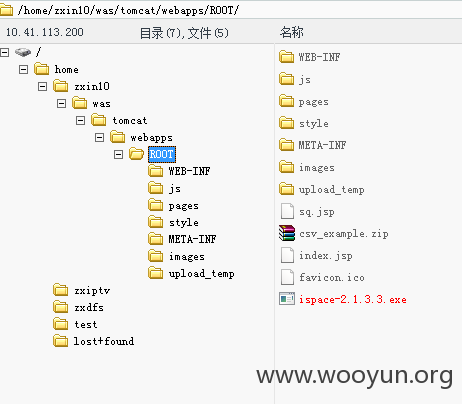 /home/zxin10/was/tomcat/webapps/ROOT/
10.41.113.200 目录(7),文件(5) 名称
/
home
zxin10
was
tomcat
webapps
ROOT
WEB-INF
js
pages
style
META-INF
images
upload_temp
zxiptv
zxdfs
test
lost+found
WEB-INF
js
pages
style
META-INF
images
upload_temp
sq.jsp
csv_example.zip
index.jsp
favicon.ico
ispace-2.1.3.3.exe
www.wooyun.org